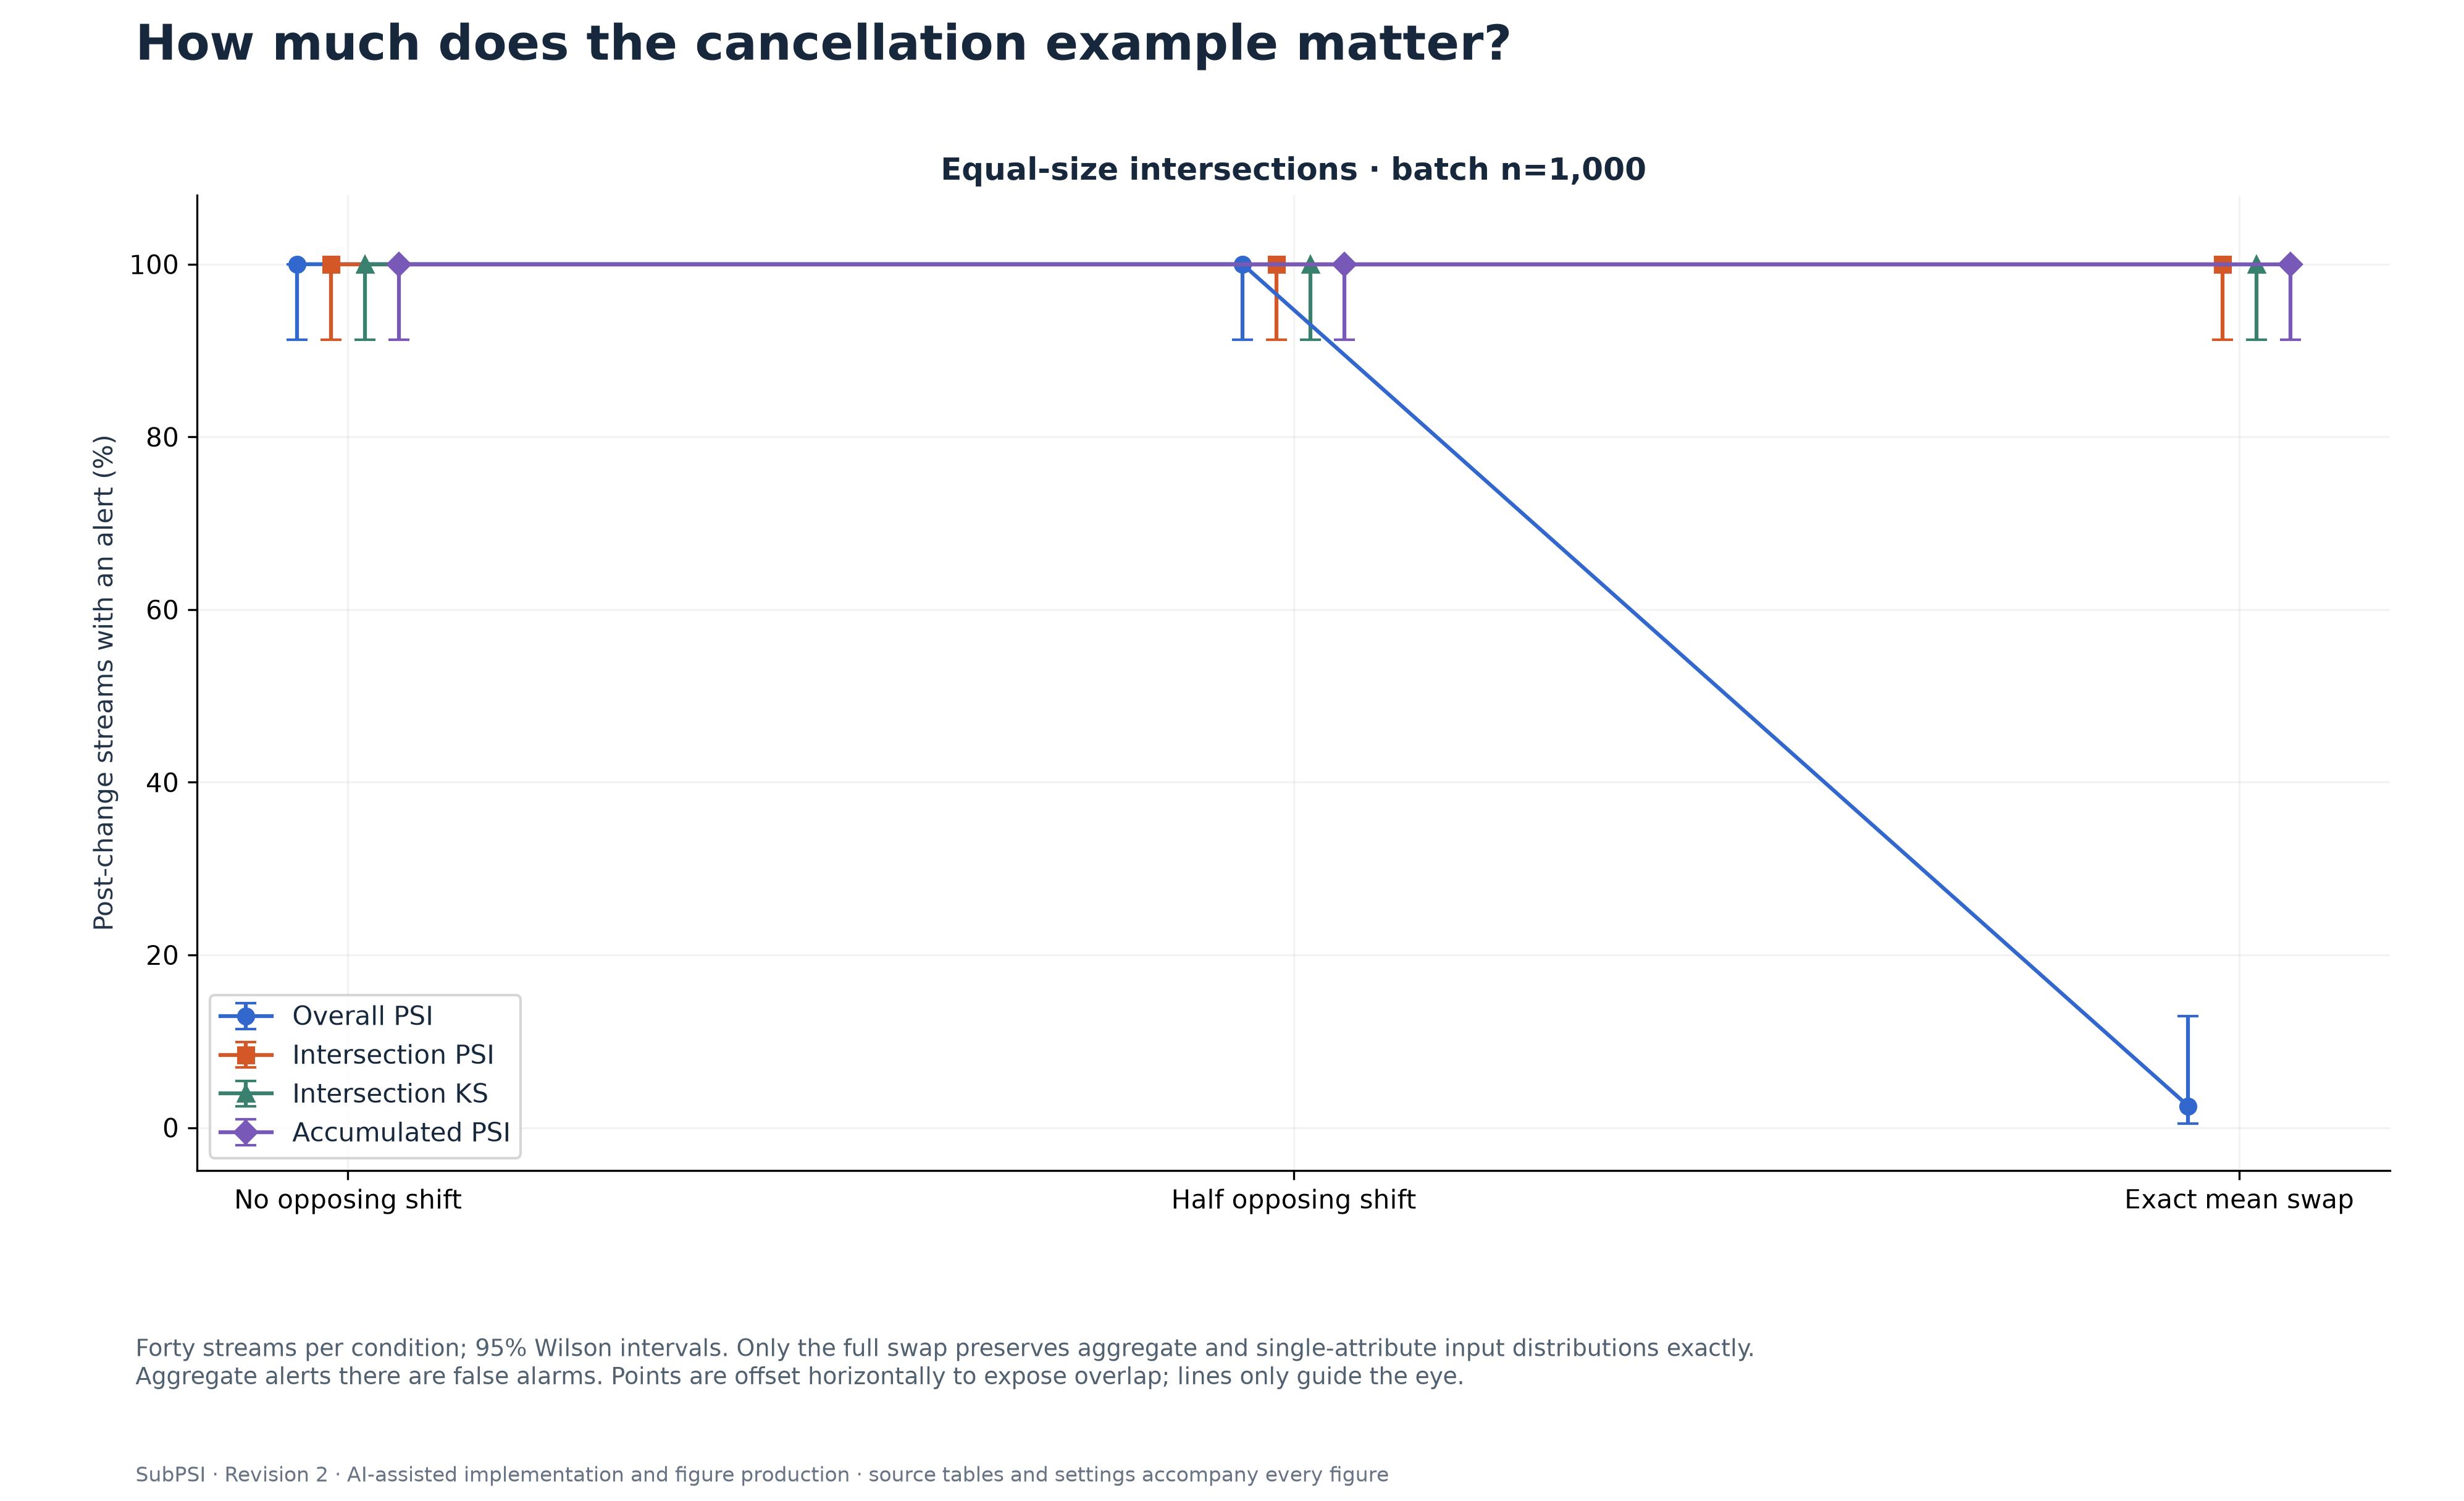 How much does the cancellation example matter?
Equal-size intersections · batch n=1,000
Post-change streams with an alert (%)
100
80
60
40
20
0
Overall PSI
Intersection PSI
Intersection KS
Accumulated PSI
No opposing shift
Half opposing shift
Exact mean swap
Forty streams per condition; 95% Wilson intervals. Only the full swap preserves aggregate and single-attribute input distributions exactly.
Aggregate alerts there are false alarms. Points are offset horizontally to expose overlap; lines only guide the eye.
SubPSI · Revision 2 · AI-assisted implementation and figure production · source tables and settings accompany every figure